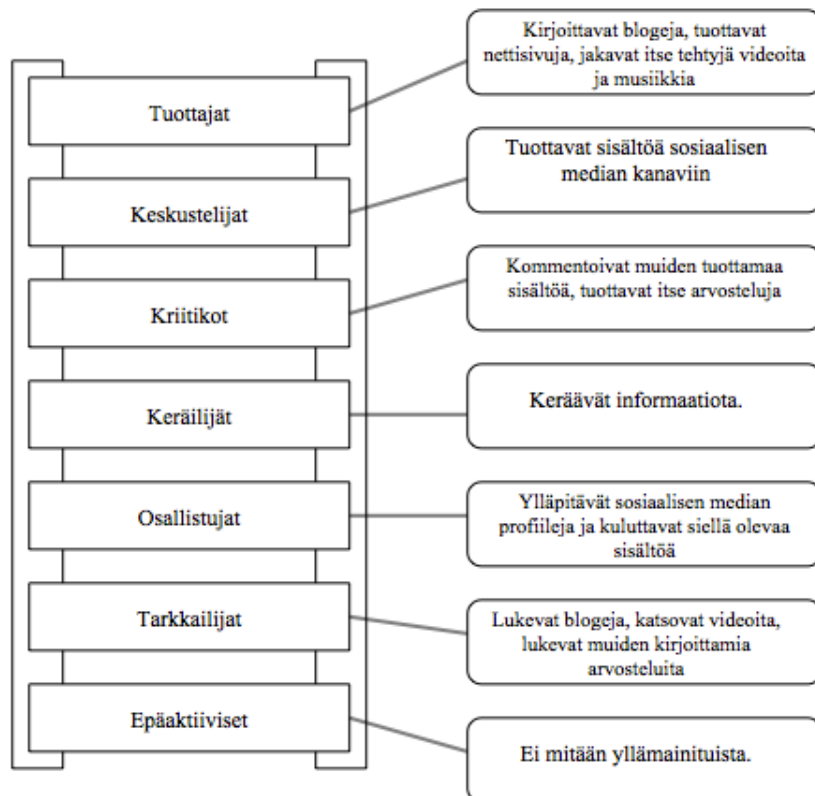 Kirjoittavat blogeja, tuottavat
nettisivuja, jakavat itse tehtyjä videoita
ja musiikkia
Tuottajat
Tuottavat sisältöä sosiaalisen
median kanaviin
Keskustelijat
Kommentoivat muiden tuottamaa
sisältöä, tuottavat itse arvosteluja
Kriitikot
Keräävät informaatiota.
Keräilijät
Ylläpitävät sosiaalisen median
profiileja ja kuluttavat siellä olevaa
sisältöä
Osallistujat
Lukevat blogeja, katsovat videoita,
lukevat muiden kirjoittamia
arvosteluita
Tarkkailijat
Epäaktiiviset
Ei mitään yllämainituista.